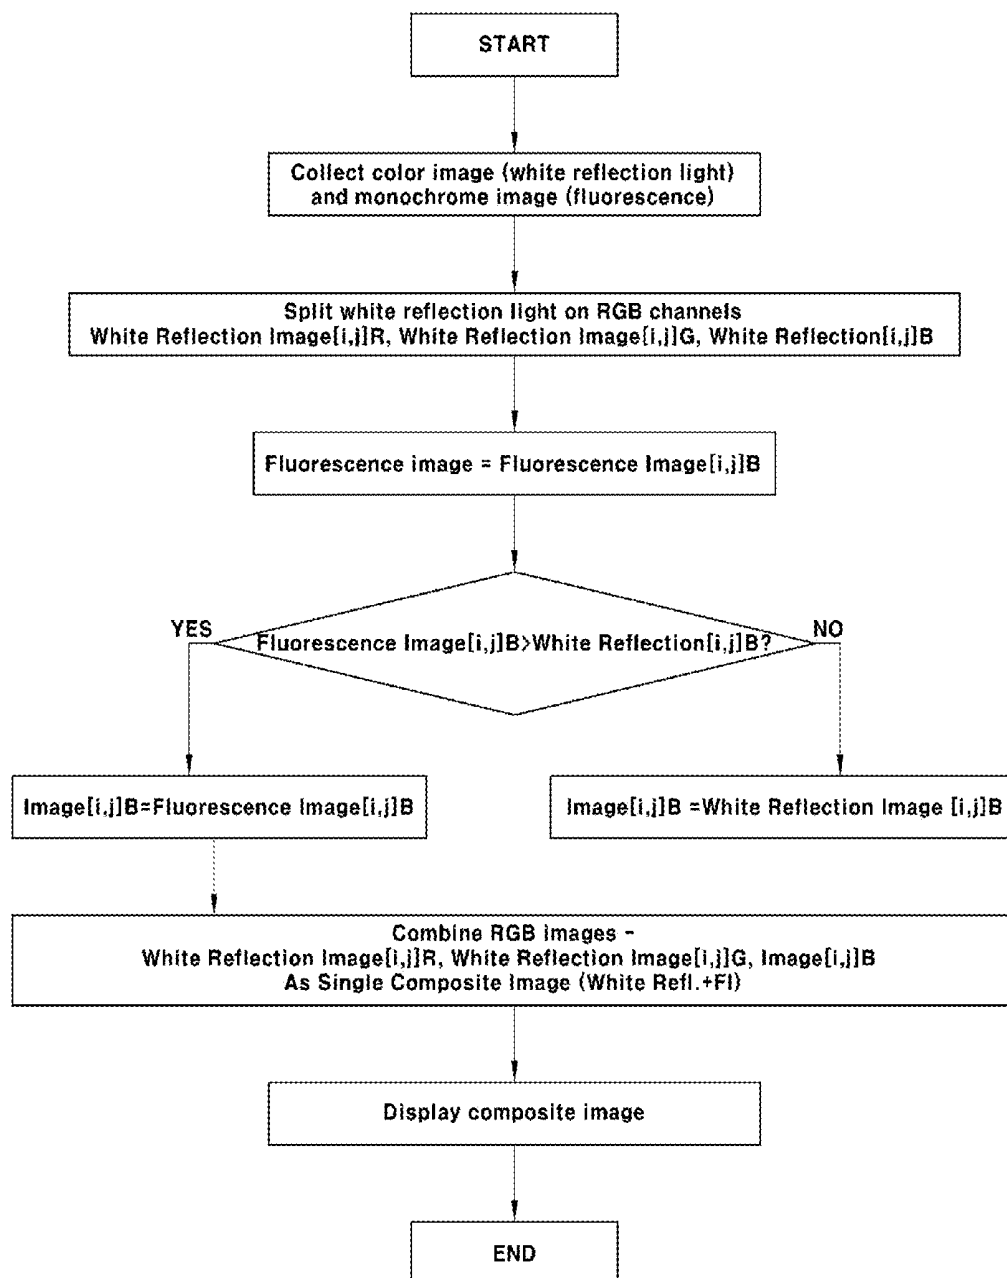 START
Collect color image (white reflection light)
and monochrome image (fluorescence)
Split white reflection light on RGB channels
White Reflection Image[i,j]R, White Reflection Image[i,j]G, White Reflection[i,j]B
Fluorescence image = Fluorescence Image[i,j]B
YES
Fluorescence Image[i,j]B>White Reflection[i,j]B?
NO
Image[i,j]B=Fluorescence Image[i,j]B
Image[i,j]B =White Reflection Image [i,j]B
Combine RGB images -
White Reflection Image[i,j]R, White Reflection Image[i,j]G, Image[i,j]B
As Single Composite Image (White Refl.+Fl)
Display composite image
END